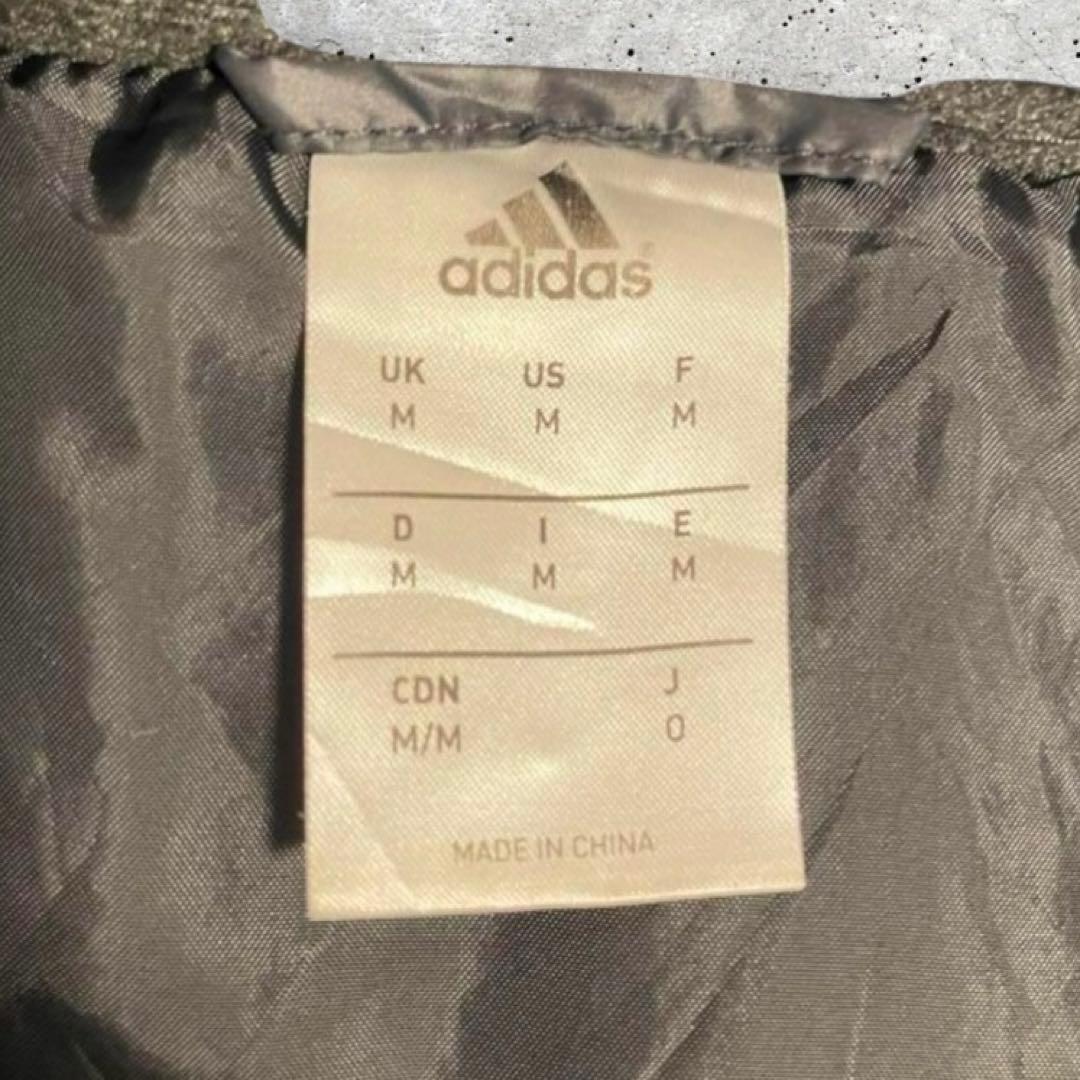 adidas®
UK US F
M M M
D I E
M M M
CDN J
M/M O
MADE IN CHINA